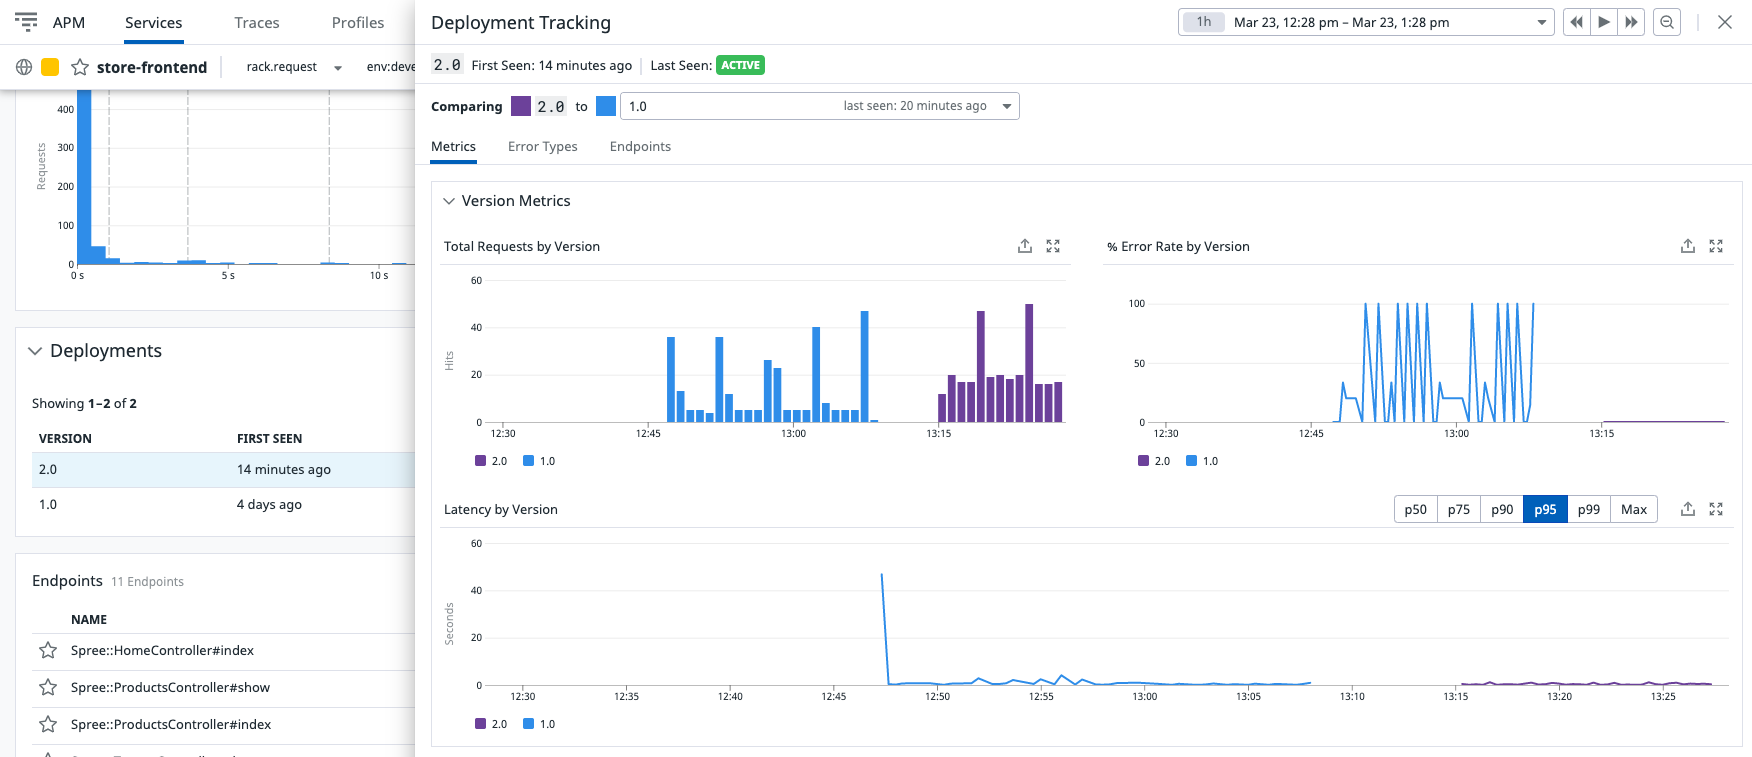 APM Services Traces Profiles
store-frontend rack.request
Requests
400
300
200
100
0
0 s 5 s 10 s
Deployments
Showing 1–2 of 2
VERSION FIRST SEEN
2.0 14 minutes ago
1.0 4 days ago
Endpoints 11 Endpoints
NAME
Spree::HomeController#index
Spree::ProductsController#show
Spree::ProductsController#index
Deployment Tracking 1h Mar 23, 12:28 pm – Mar 23, 1:28 pm
2.0 First Seen: 14 minutes ago Last Seen: ACTIVE
Comparing 2.0 to 1.0 last seen: 20 minutes ago
Metrics Error Types Endpoints
Version Metrics
Total Requests by Version
Hits
60
40
20
0
12:30 12:45 13:00 13:15
2.0 1.0
% Error Rate by Version
100
50
0
12:30 12:45 13:00 13:15
2.0 1.0
Latency by Version p50 p75 p90 p95 p99 Max
Seconds
60
40
20
0
12:30 12:35 12:40 12:45 12:50 12:55 13:00 13:05 13:10 13:15 13:20 13:25
2.0 1.0